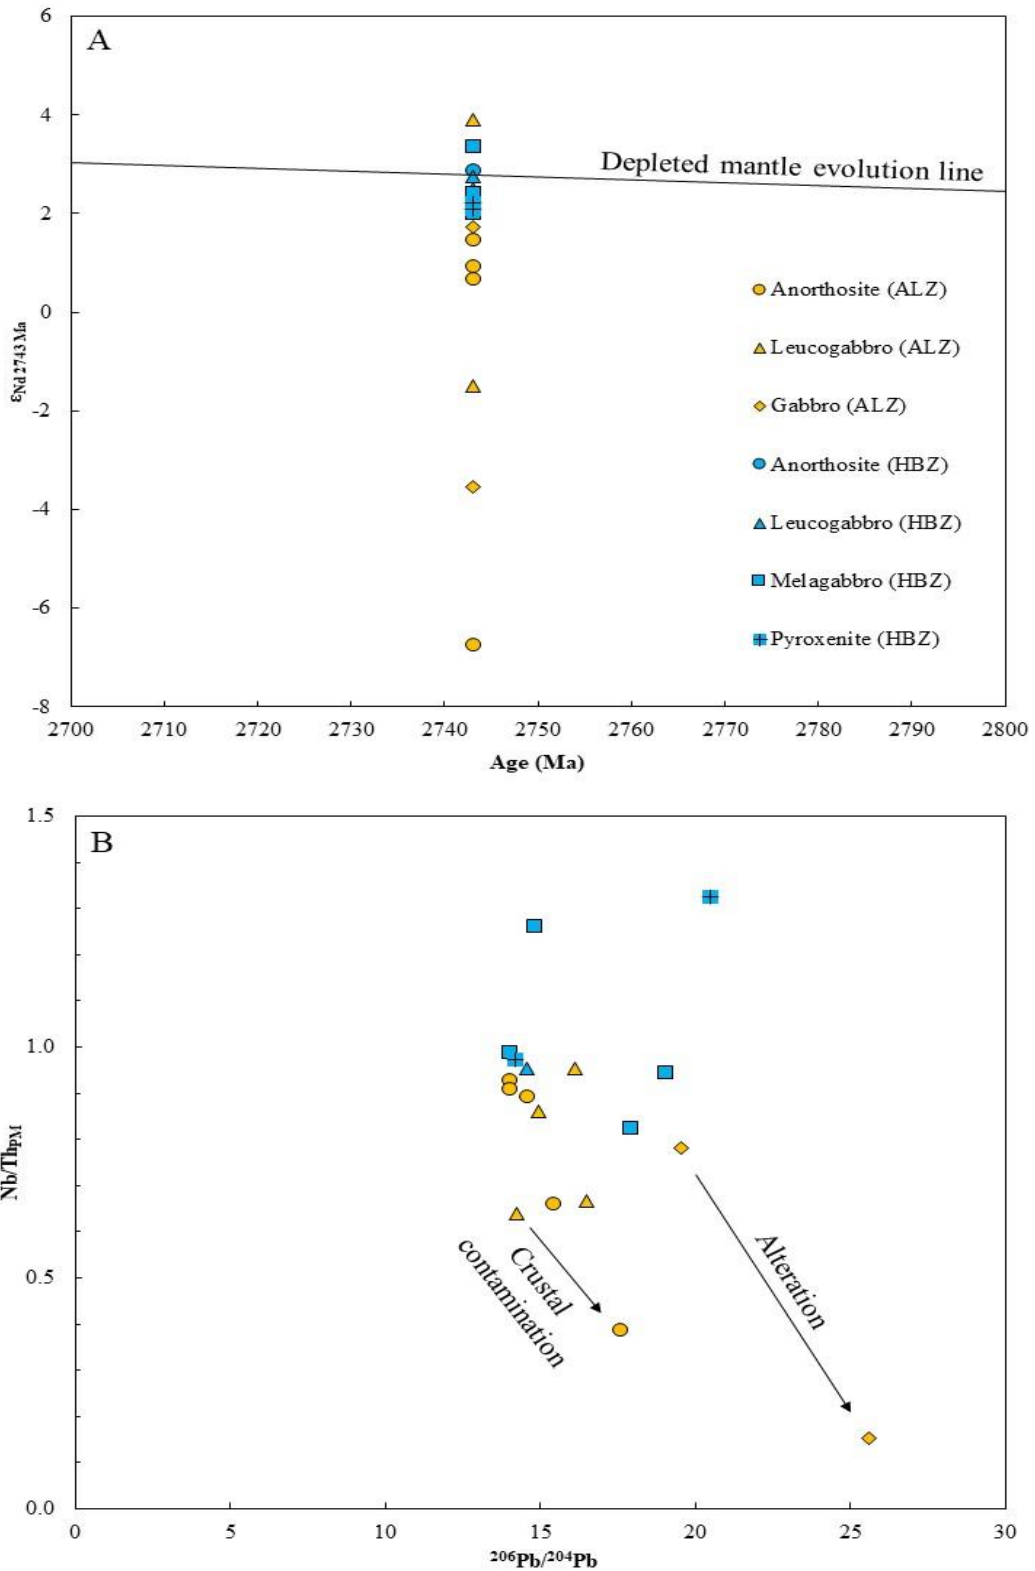 A
6
4
2
0
-2
-4
-6
-8
εNd 2743 Ma
Depleted mantle evolution line
Anorthosite (ALZ)
Leucogabbro (ALZ)
Gabbro (ALZ)
Anorthosite (HBZ)
Leucogabbro (HBZ)
Melagabbro (HBZ)
Pyroxenite (HBZ)
2700 2710 2720 2730 2740 2750 2760 2770 2780 2790 2800
Age (Ma)
B
1.5
1.0
0.5
0.0
Nb/ThPM
Crustal
contamination
Alteration
0 5 10 15 20 25 30
206Pb/204Pb